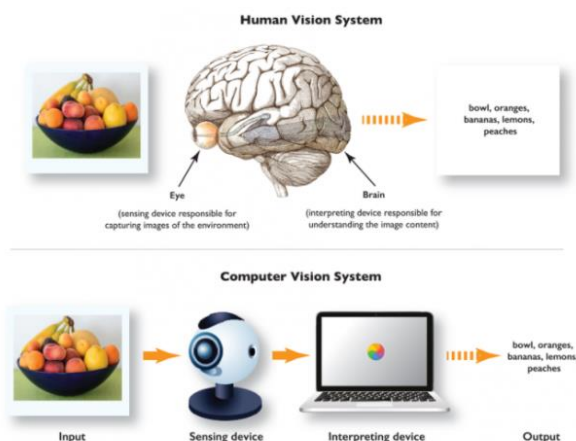 Human Vision System
bowl, oranges,
bananas, lemons,
peaches
Eye
(sensing device responsible for
capturing images of the environment)
Brain
(interpreting device responsible for
understanding the image content)
Computer Vision System
bowl, oranges,
bananas, lemons
peaches
Input
Sensing device
Interpreting device
Output